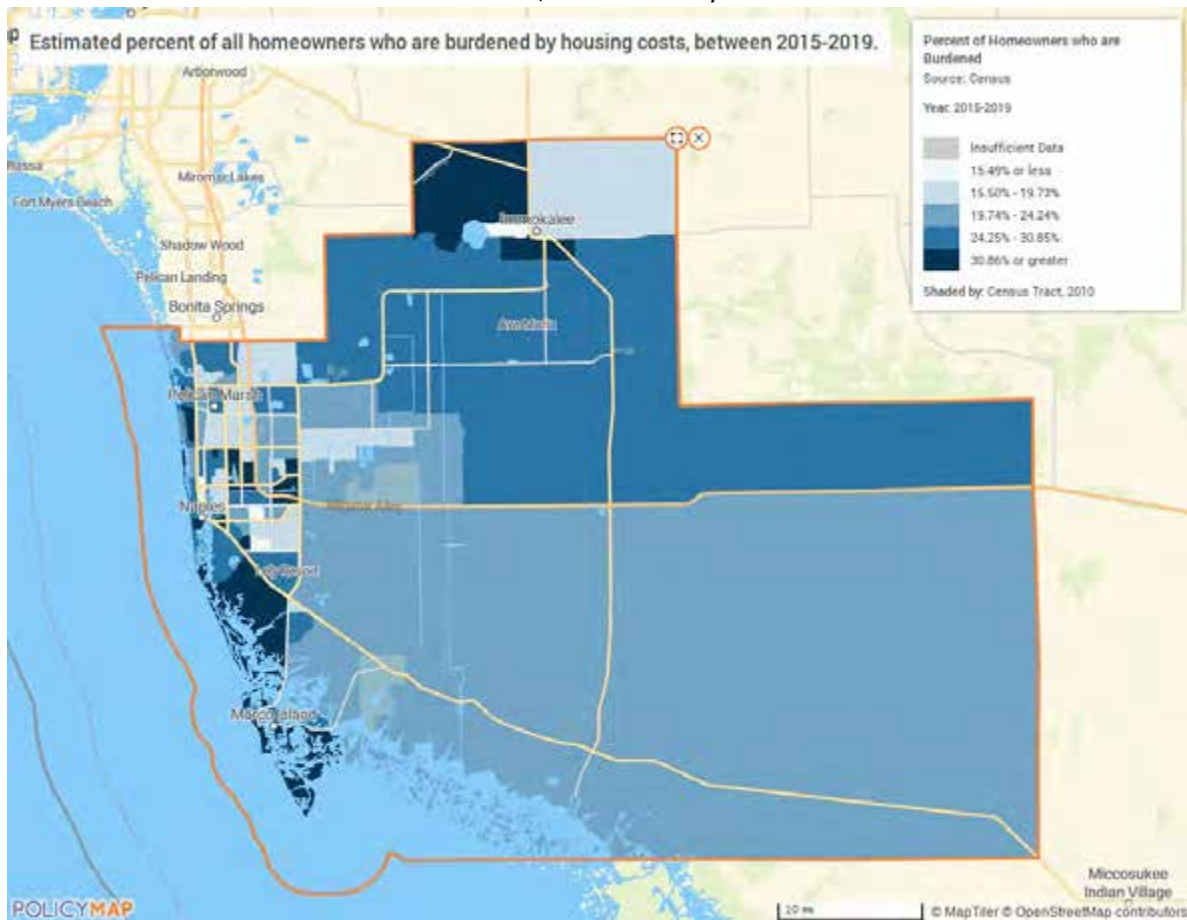 Estimated percent of all homeowners who are burdened by housing costs, between 2015-2019.
Percent of Homeowners who are
Burdened
Source: Census
Year: 2015-2019
Insufficient Data
15.49% or less
15.50% - 19.73%
19.74% - 24.24%
24.25% - 30.85%
30.86% or greater
Shaded by: Census Tract, 2010
Arborwood
Miromar Lakes
Fort Myers Beach
Shadow Wood
Pelican Landing
Bonita Springs
Immokalee
Ave Maria
Pelican Marsh
Naples
Lely Resort
Marco Island
Miccosukee
Indian Village
POLICYMAP
10 mi
© MapTiler © OpenStreetMap contributors